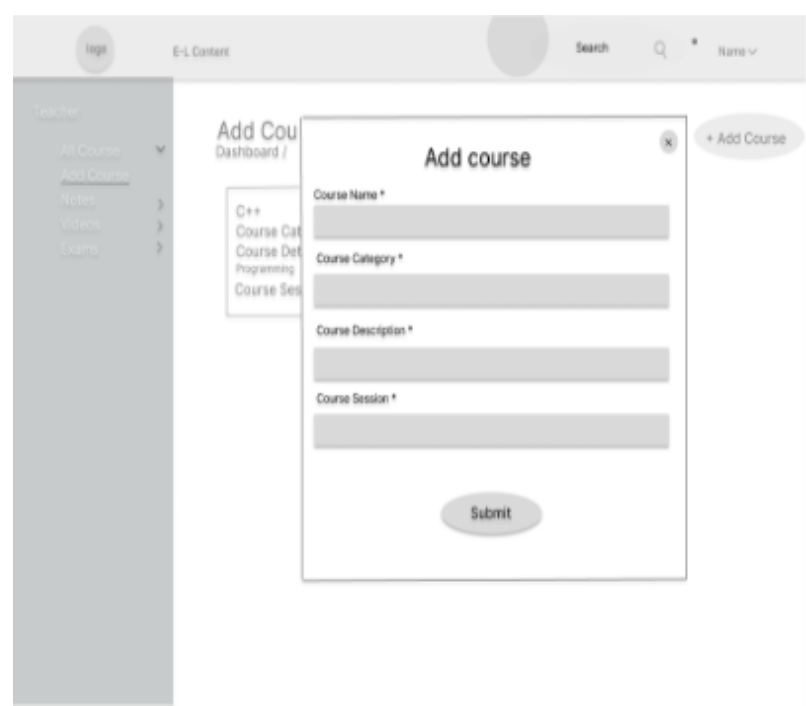 logo
E-L Content
Search
Name
Teacher
All Course
Add Course
Notes
Videos
Exams
Add Cou
Dashboard /
+ Add Course
C++
Course Cat
Course Det
Programming
Course Ses
Add course
x
Course Name *
Course Category *
Course Description *
Course Session *
Submit